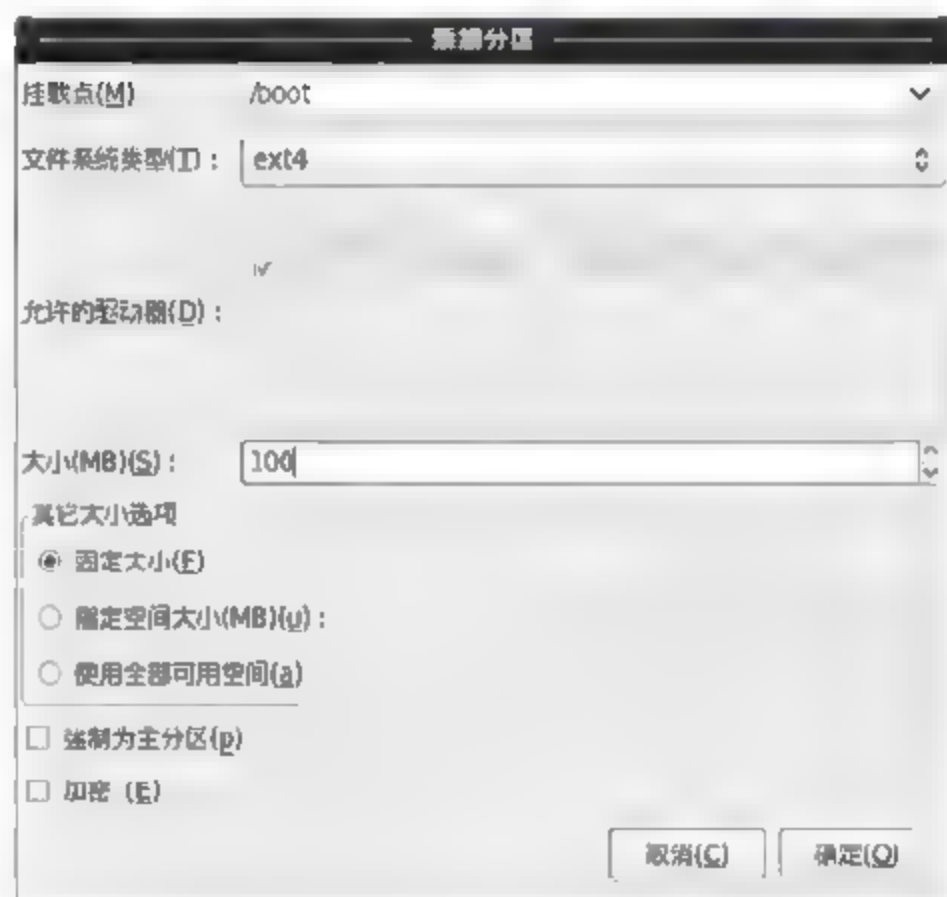 分区
挂载点(M) /boot
文件系统类型(T)： ext4
允许的驱动器(D)：
大小(MB)(S)： 100
其它大小选项
固定大小(F)
指定空间大小(MB)(u)：
使用全部可用空间(a)
强制为主分区(p)
加密 (E)
取消(C) 确定(O)